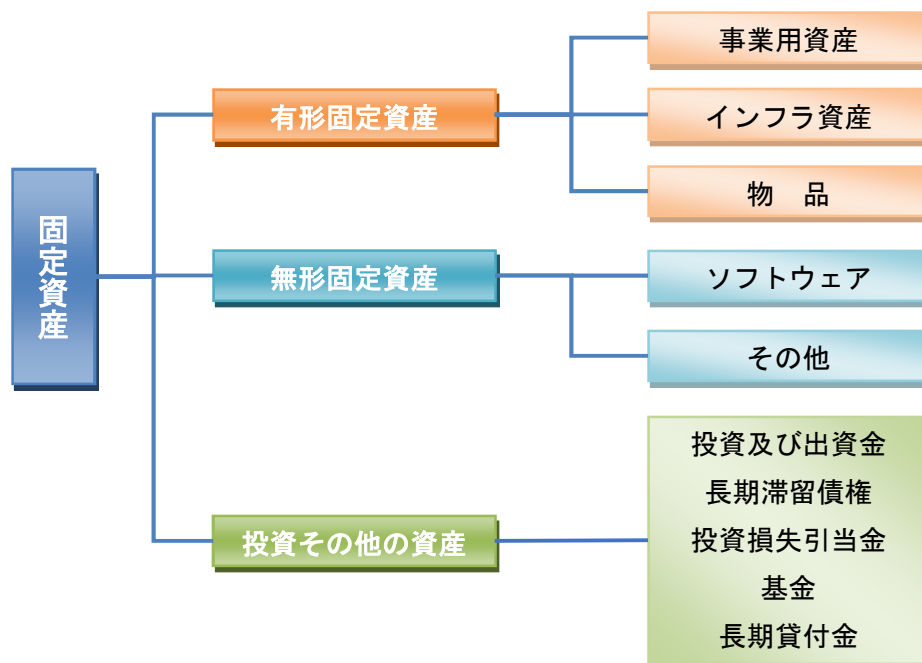 固定資産
有形固定資産
事業用資産
インフラ資産
物　品
無形固定資産
ソフトウェア
その他
投資その他の資産
投資及び出資金
長期滞留債権
投資損失引当金
基金
長期貸付金